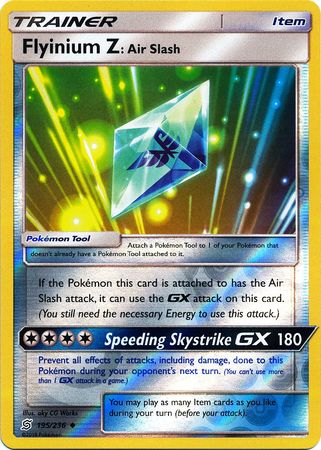 TRAINER Item
Flyinium Z: Air Slash
Pokémon Tool
Attach a Pokémon Tool to 1 of your Pokémon that
doesn't already have a Pokémon Tool attached to it.
If the Pokémon this card is attached to has the Air
Slash attack, it can use the GX attack on this card.
(You still need the necessary Energy to use this attack.)
Speeding Skystrike GX 180
Prevent all effects of attacks, including damage, done to this
Pokémon during your opponent's next turn. (You can't use more
than 1 GX attack in a game.)
Illus. aky CG Works
195/236
©2019 Pokémon
You may play as many Item cards as you like
during your turn (before your attack).